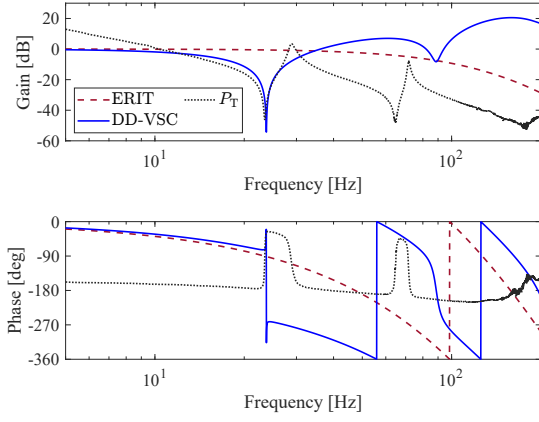 20
0
-20
-40
-60
Gain [dB]
ERIT
DD-VSC
P_T
10^1
10^2
Frequency [Hz]
0
-90
-180
-270
-360
Phase [deg]
10^1
10^2
Frequency [Hz]